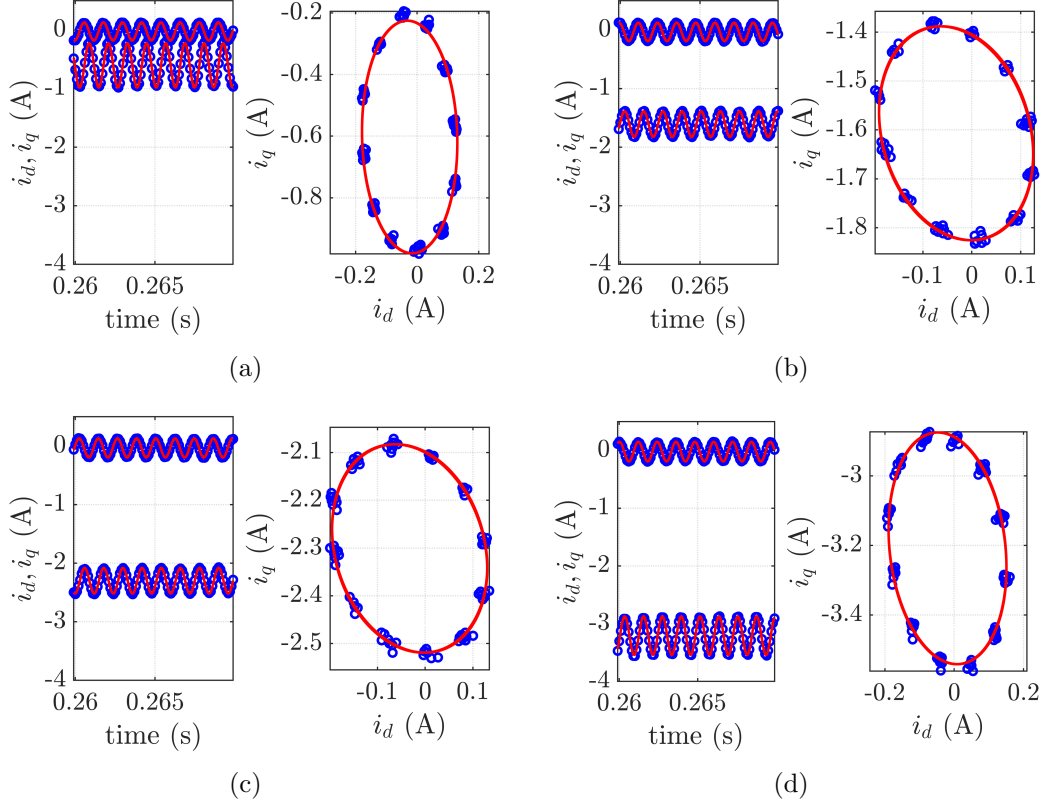 0
-1
-2
-3
-4
0.26 0.265
time (s)
i_d, i_q (A)
-0.2
-0.4
-0.6
-0.8
-0.2 0 0.2
i_d (A)
i_q (A)
(a)
0
-1
-2
-3
-4
0.26 0.265
time (s)
i_d, i_q (A)
-1.4
-1.5
-1.6
-1.7
-1.8
-0.1 0 0.1
i_d (A)
i_q (A)
(b)
0
-1
-2
-3
-4
0.26 0.265
time (s)
i_d, i_q (A)
-2.1
-2.2
-2.3
-2.4
-2.5
-0.1 0 0.1
i_d (A)
i_q (A)
(c)
0
-1
-2
-3
-4
0.26 0.265
time (s)
i_d, i_q (A)
-3
-3.2
-3.4
-0.2 0 0.2
i_d (A)
i_q (A)
(d)